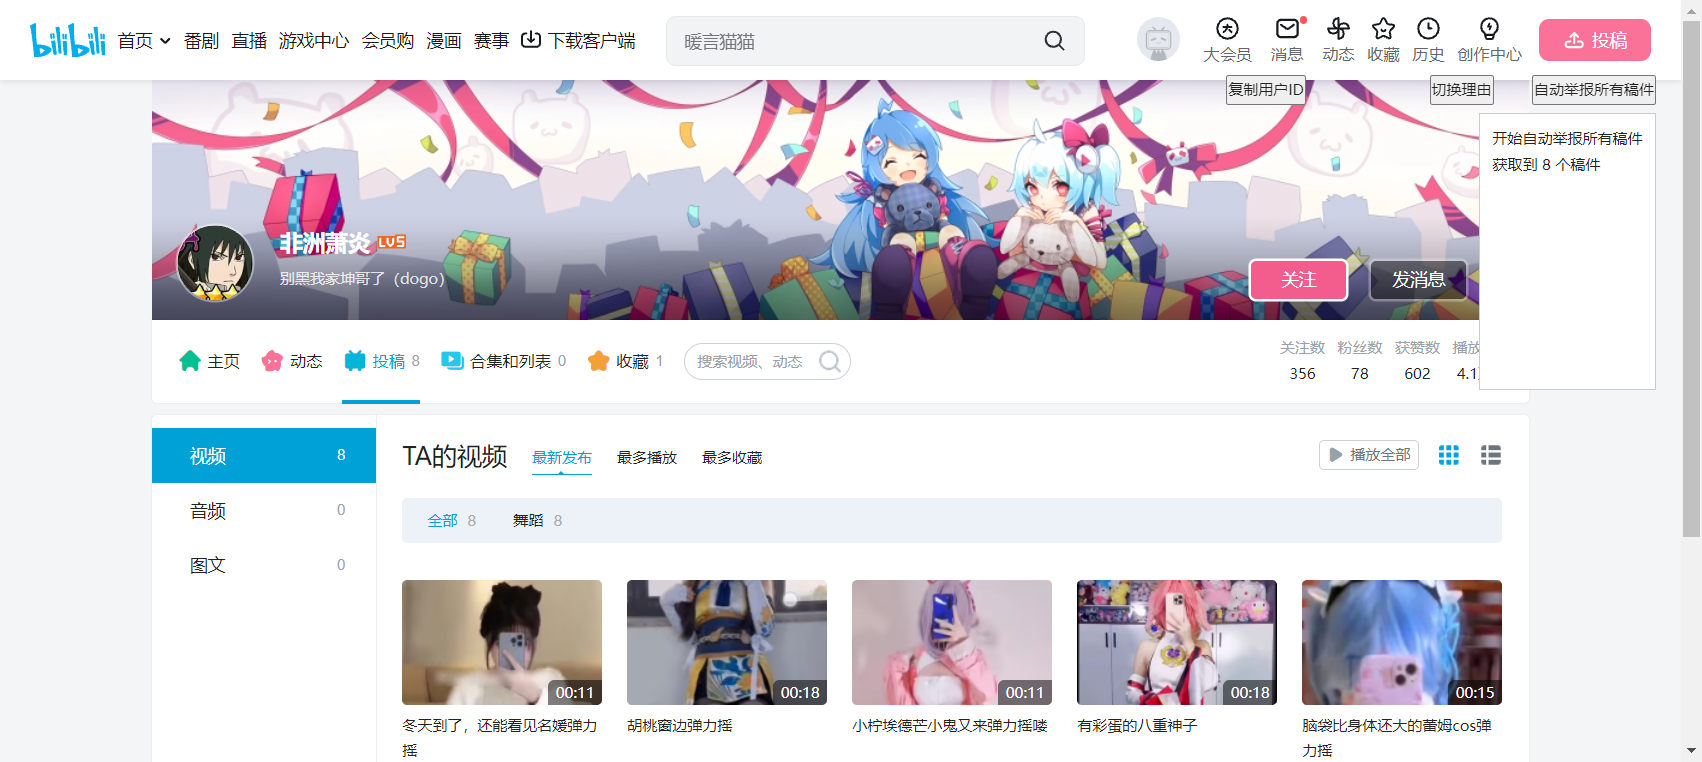 bilibili
首页
番剧
直播
游戏中心
会员购
漫画
赛事
下载客户端
暖言猫猫
大会员
消息
动态
收藏
历史
创作中心
投稿
复制用户ID
切换理由
自动举报所有稿件
开始自动举报所有稿件
获取到 8 个稿件
非洲萧炎 LV5
别黑我家坤哥了（dogo）
关注
发消息
主页
动态
投稿 8
合集和列表 0
收藏 1
搜索视频、动态
关注数 粉丝数 获赞数 播放
356 78 602 4.1
视频 8
音频 0
图文 0
TA的视频
最新发布
最多播放
最多收藏
播放全部
全部 8
舞蹈 8
00:11
00:18
00:11
00:18
00:15
冬天到了，还能看见名媛弹力摇
胡桃窗边弹力摇
小柠埃德芒小鬼又来弹力摇喽
有彩蛋的八重神子
脑袋比身体还大的蕾姆cos弹力摇